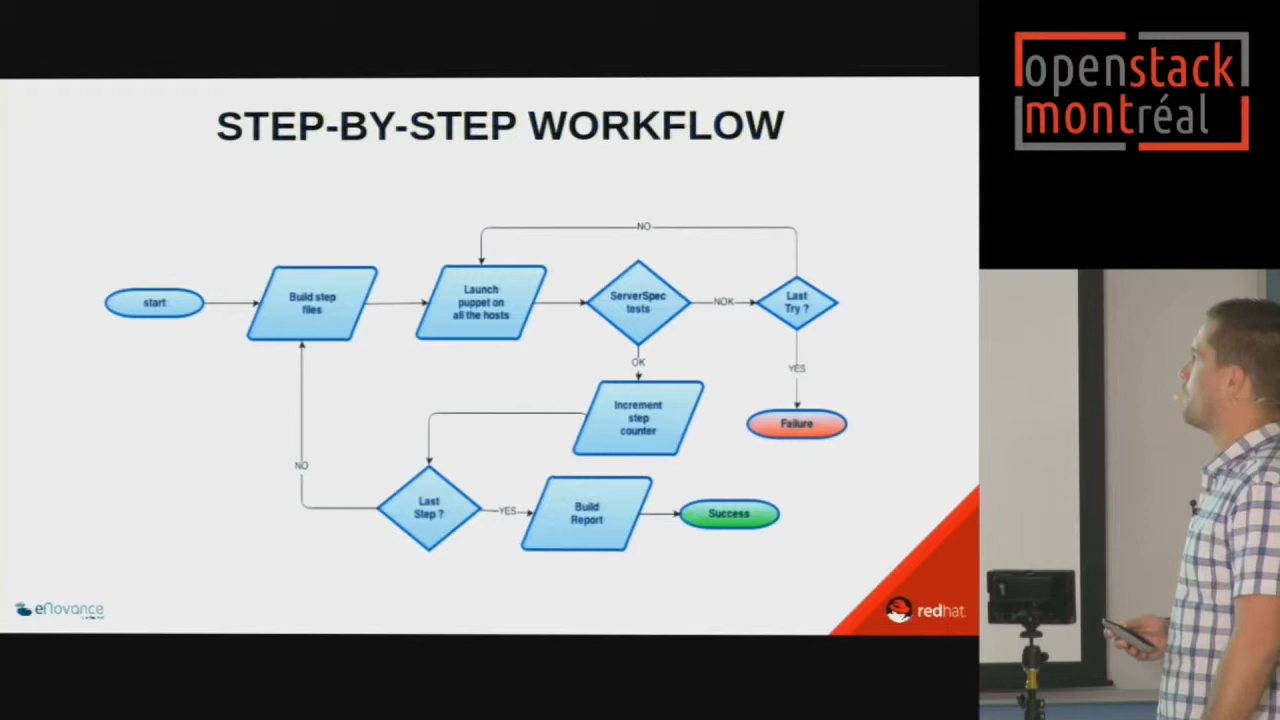 openstack
montréal
STEP-BY-STEP WORKFLOW
NO
start
Build step
files
Launch
puppet on
all the hosts
ServerSpec
tests
NOK
Last
Try ?
OK
YES
Increment
step
counter
Failure
NO
Last
Step ?
YES
Build
Report
Success
eNovance
redhat.